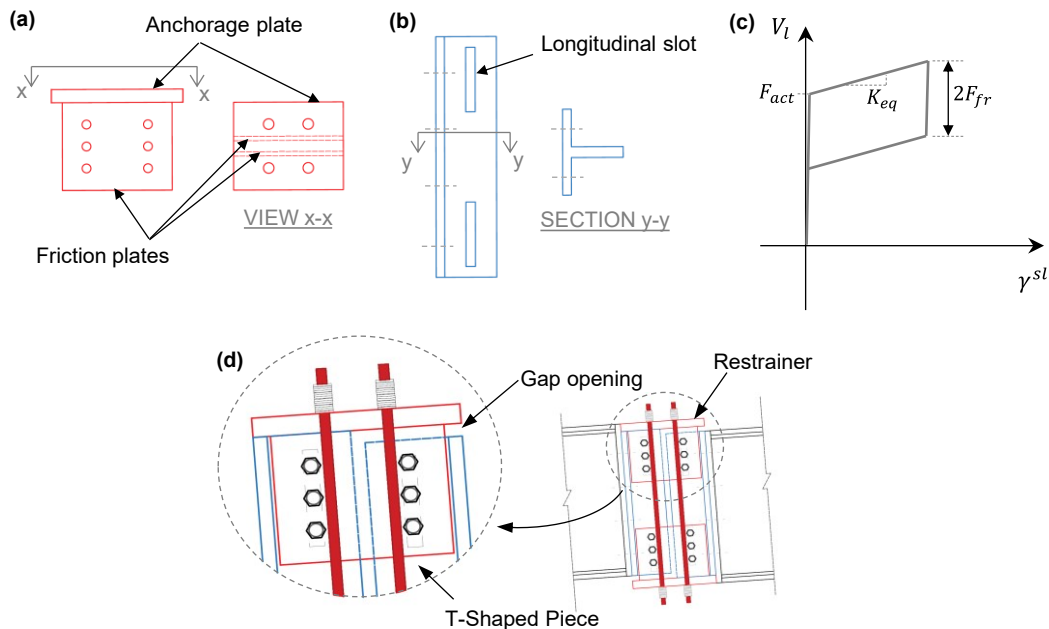 (a)
Anchorage plate
x
x
VIEW x-x
Friction plates
(b)
Longitudinal slot
y
y
SECTION y-y
(c)
V_l
F_act
K_eq
2F_fr
γ^sl
(d)
Gap opening
Restrainer
T-Shaped Piece